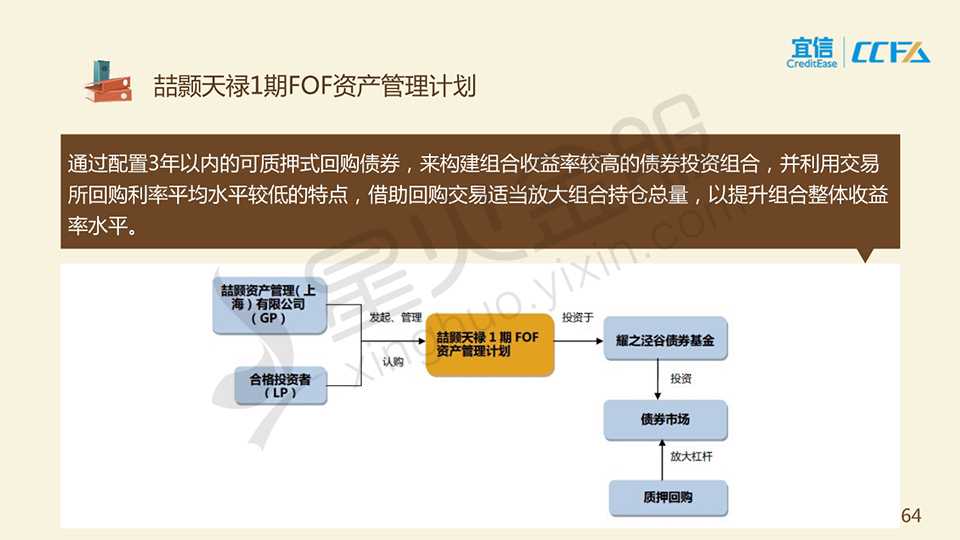 宜信
CreditEase
CCFA
喆颢天禄1期FOF资产管理计划
通过配置3年以内的可质押式回购债券，来构建组合收益率较高的债券投资组合，并利用交易
所回购利率平均水平较低的特点，借助回购交易适当放大组合持仓总量，以提升组合整体收益
率水平。
喆颢资产管理（上
海）有限公司
（GP）
合格投资者
（LP）
发起、管理
认购
喆颢天禄 1 期 FOF
资产管理计划
投资于
耀之泾谷债券基金
投资
债券市场
放大杠杆
质押回购
星火金服
xinghuo.yixin.com
64